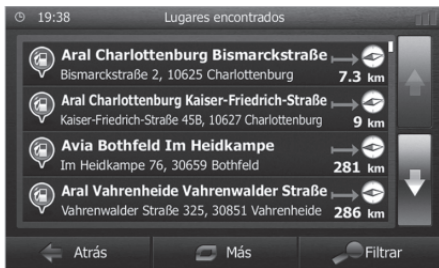 19:38 Lugares encontrados
Aral Charlottenburg Bismarckstraße
Bismarckstraße 2, 10625 Charlottenburg 7.3 km
Aral Charlottenburg Kaiser-Friedrich-Straße
Kaiser-Friedrich-Straße 45B, 10627 Charlottenburg 9 km
Avia Bothfeld Im Heidkampe
Im Heidkampe 76, 30659 Bothfeld 281 km
Aral Vahrenheide Vahrenwalder Straße
Vahrenwalder Straße 325, 30851 Vahrenheide 286 km
Atrás Más Filtrar